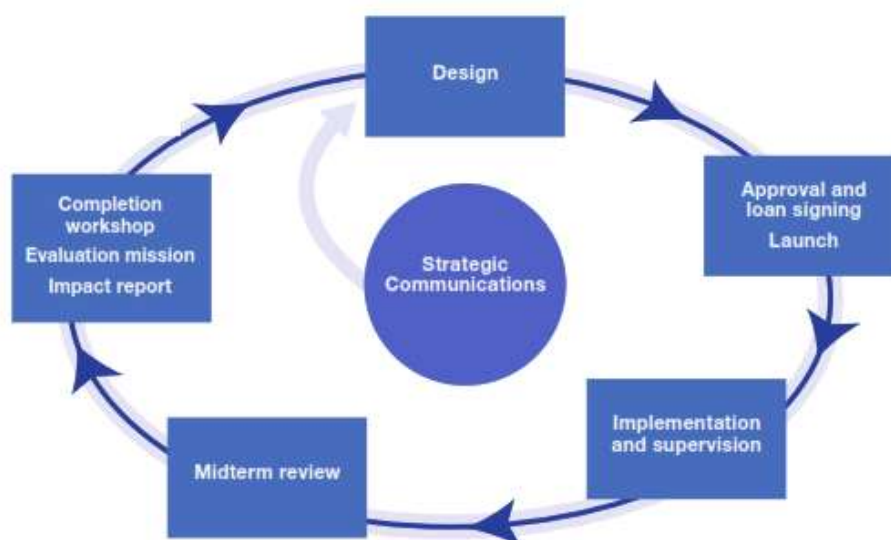 Design
Approval and
loan signing
Launch
Implementation
and supervision
Midterm review
Completion
workshop
Evaluation mission
Impact report
Strategic
Communications